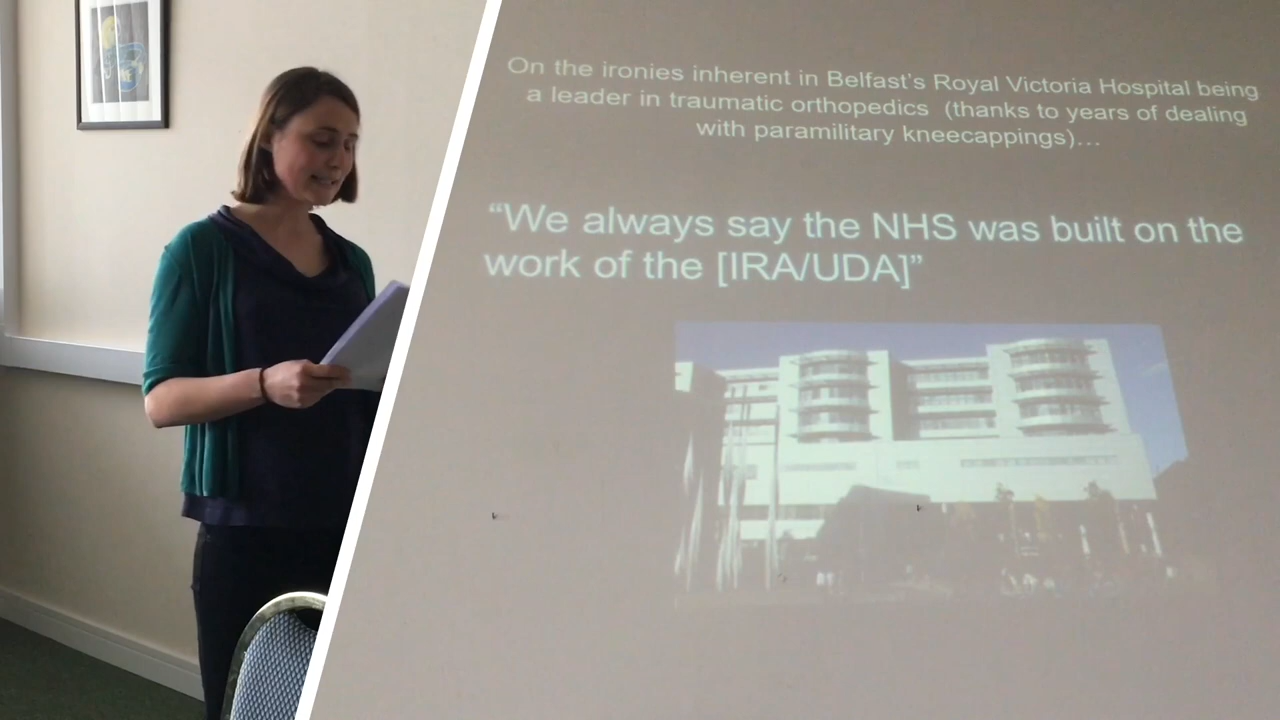 On the ironies inherent in Belfast's Royal Victoria Hospital being
a leader in traumatic orthopedics (thanks to years of dealing
with paramilitary kneecappings)...
“We always say the NHS was built on the
work of the [IRA/UDA]”